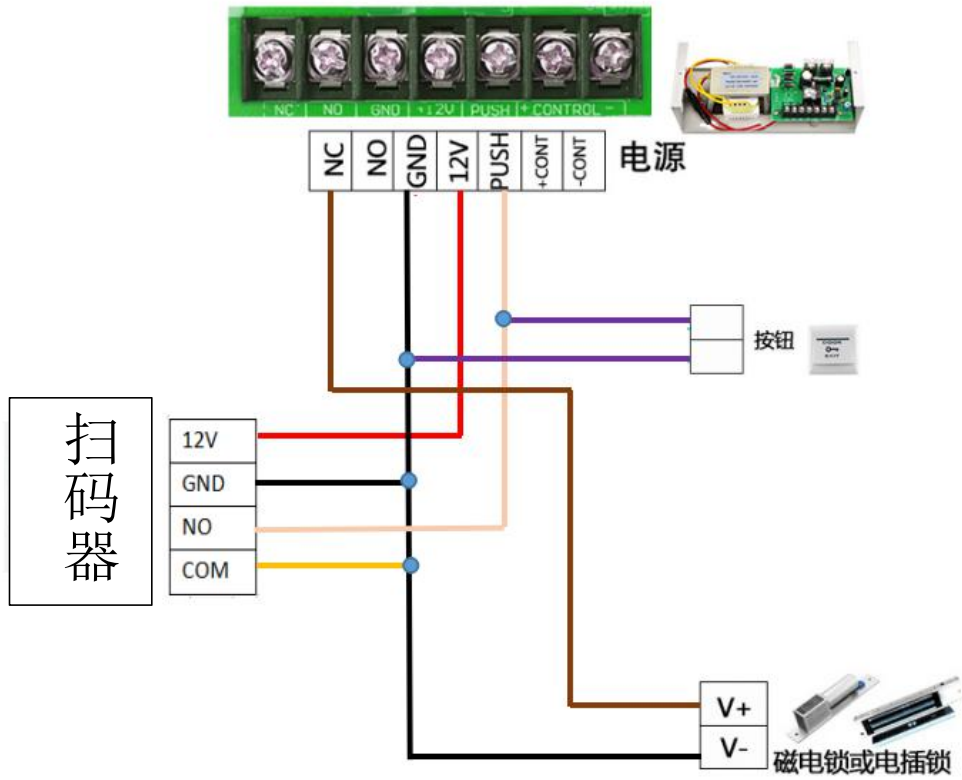 NC NO GND +12V PUSH + CONTROL -
NC NO GND 12V PUSH +CONT -CONT
电源
按钮
扫码器
12V
GND
NO
COM
V+
V-
磁电锁或电插锁